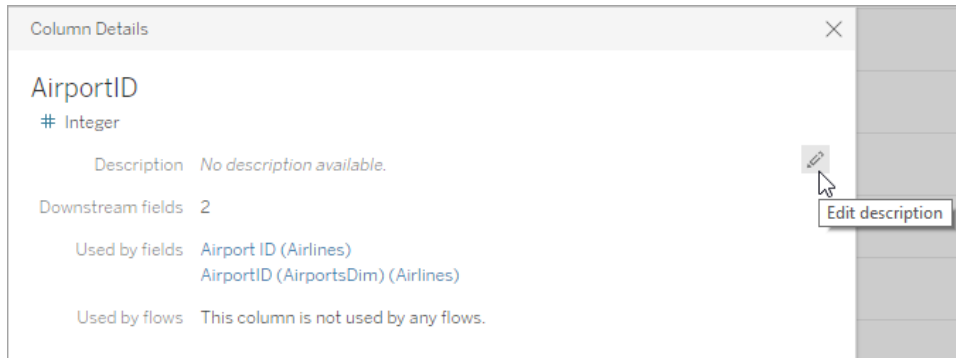 Column Details
AirportID
# Integer
Description No description available.
Edit description
Downstream fields 2
Used by fields Airport ID (Airlines)
AirportID (AirportsDim) (Airlines)
Used by flows This column is not used by any flows.